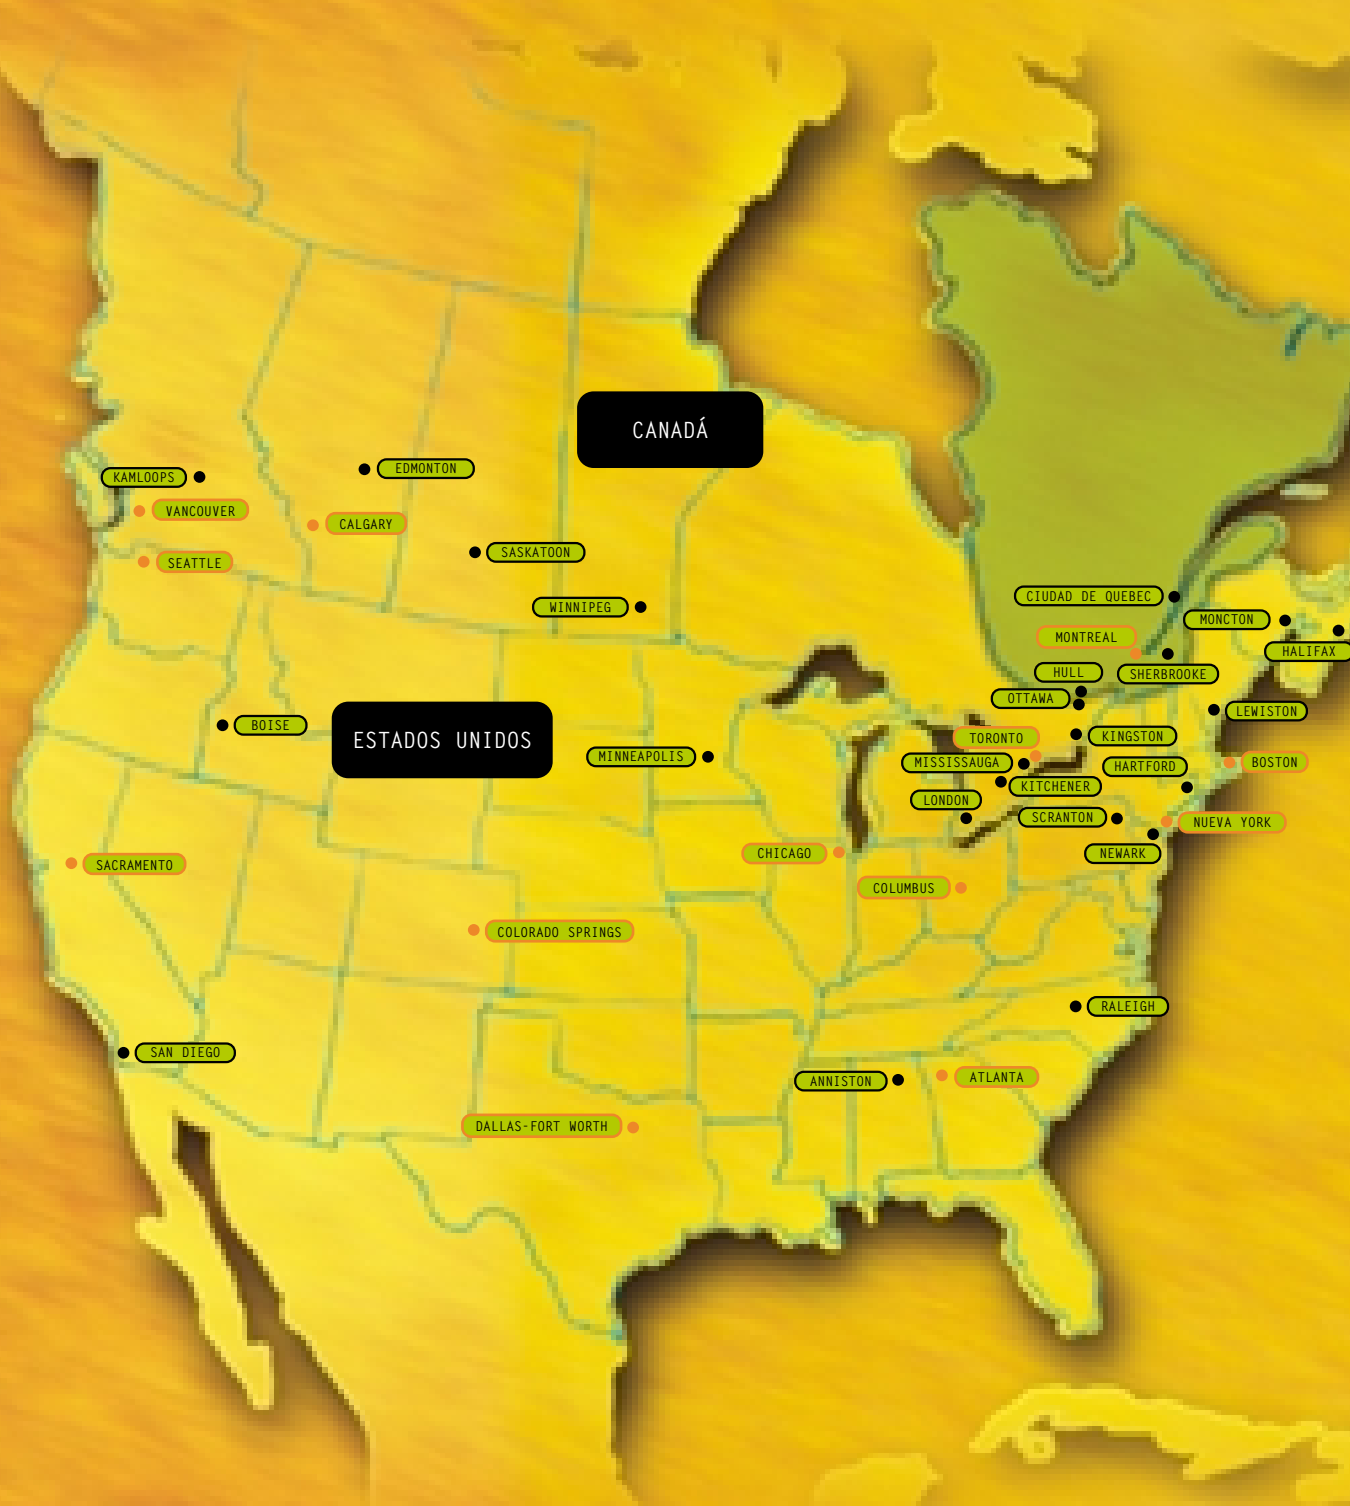 CANADÁ
EDMONTON
KAMLOOPS
VANCOUVER
CALGARY
SASKATOON
SEATTLE
CIUDAD DE QUEBEC
WINNIPEG
MONCTON
MONTREAL
HALIFAX
HULL
SHERBROOKE
OTTAWA
LEWISTON
BOISE
KINGSTON
TORONTO
ESTADOS UNIDOS
MINNEAPOLIS
MISSISSAUGA
BOSTON
HARTFORD
KITCHENER
LONDON
SCRANTON
NUEVA YORK
CHICAGO
NEWARK
SACRAMENTO
COLUMBUS
COLORADO SPRINGS
RALEIGH
SAN DIEGO
ATLANTA
ANNISTON
DALLAS-FORT WORTH